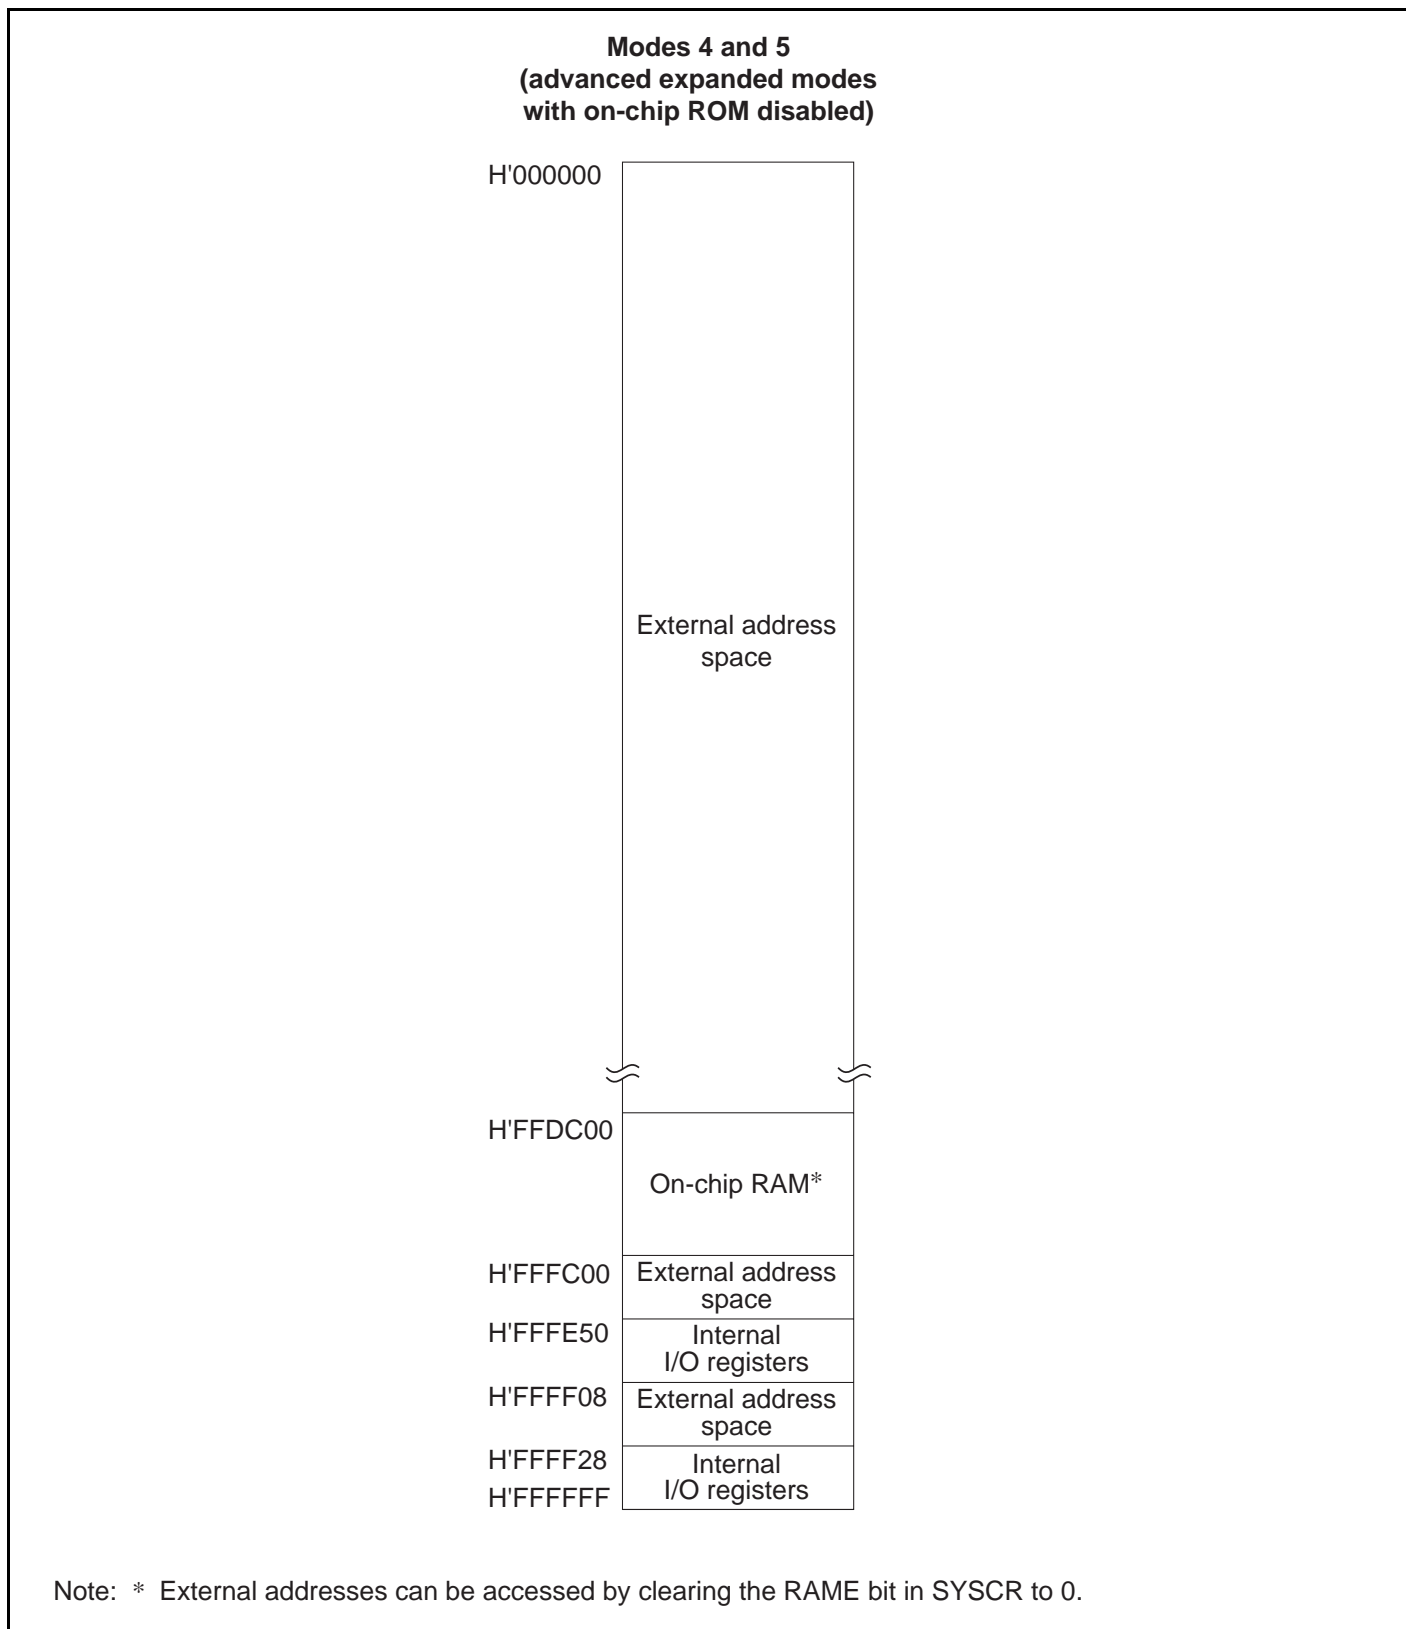 Modes 4 and 5
(advanced expanded modes
with on-chip ROM disabled)
H'000000
External address
space
H'FFDC00
On-chip RAM*
H'FFFC00
External address
space
H'FFFE50
Internal
I/O registers
H'FFFF08
External address
space
H'FFFF28
Internal
I/O registers
H'FFFFFF
Note: * External addresses can be accessed by clearing the RAME bit in SYSCR to 0.